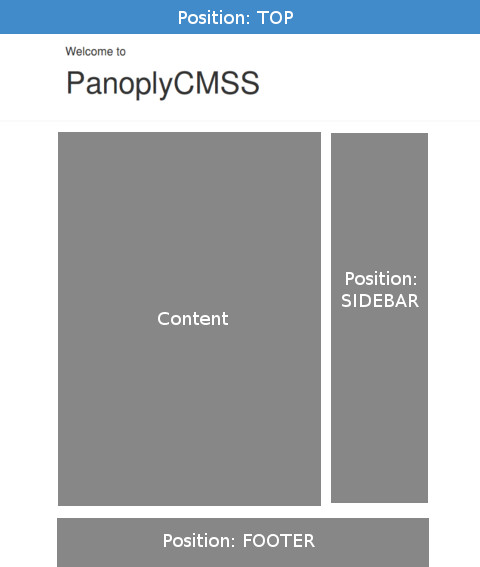 Position: TOP
Welcome to
PanoplyCMSS
Content
Position:
SIDEBAR
Position: FOOTER